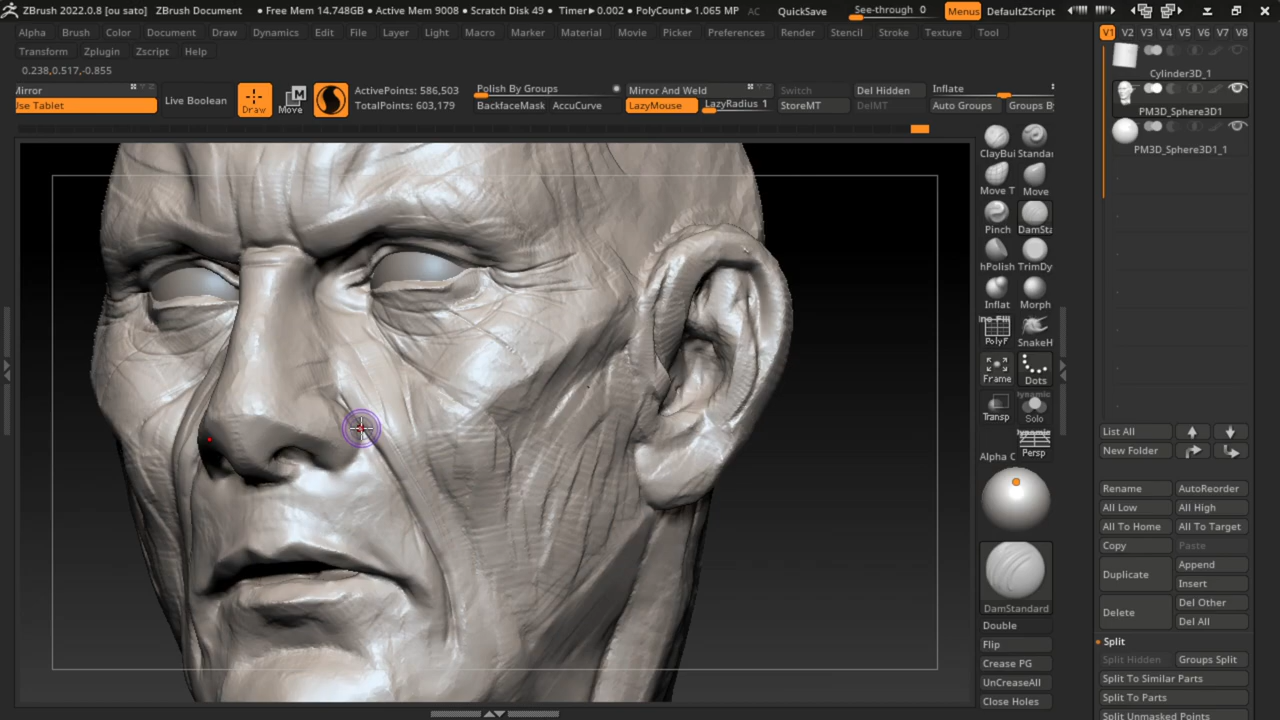 ZBrush 2022.0.8 [ou sato] ZBrush Document • Free Mem 14.748GB • Active Mem 9008 • Scratch Disk 49 • Timer▸0.002 • PolyCount▸1.065 MP AC QuickSave See-through 0 Menus DefaultZScript
Alpha Brush Color Document Draw Dynamics Edit File Layer Light Macro Marker Material Movie Picker Preferences Render Stencil Stroke Texture Tool
Transform Zplugin Zscript Help
0.238,0.517,-0.855
Mirror
Use Tablet
Live Boolean
Draw
Move
ActivePoints: 586,503
TotalPoints: 603,179
Polish By Groups
BackfaceMask AccuCurve
Mirror And Weld
LazyMouse LazyRadius 1
Switch
StoreMT
Del Hidden
DelMT
Inflate
Auto Groups Groups By
V1 V2 V3 V4 V5 V6 V7 V8
Cylinder3D_1
PM3D_Sphere3D1
PM3D_Sphere3D1_1
ClayBui Standa
Move T Move
Pinch DamSta
hPolish TrimDy
Inflat Morph
PolyF SnakeH
Frame Dots
Dynamic
Transp Solo
Dynamic
Persp
Alpha O
DamStandard
Double
Flip
Crease PG
UnCreaseAll
Close Holes
List All
New Folder
Rename AutoReorder
All Low All High
All To Home All To Target
Copy Paste
Duplicate Append
Insert
Delete Del Other
Del All
Split
Split Hidden Groups Split
Split To Similar Parts
Split To Parts
Split Unmasked Points